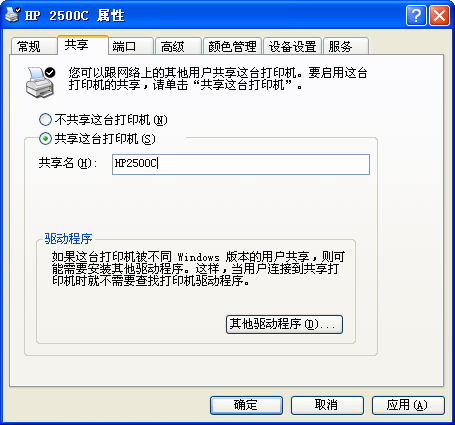 HP 2500C 属性
常规 共享 端口 高级 颜色管理 设备设置 服务
您可以跟网络上的其他用户共享这台打印机。要启用这台
打印机的共享，请单击“共享这台打印机”。
不共享这台打印机(N)
共享这台打印机(S)
共享名(H): HP2500C
驱动程序
如果这台打印机被不同 Windows 版本的用户共享，则可
能需要安装其他驱动程序。这样，当用户连接到共享打
印机时就不需要查找打印机驱动程序。
其他驱动程序(D)...
确定 取消 应用(A)